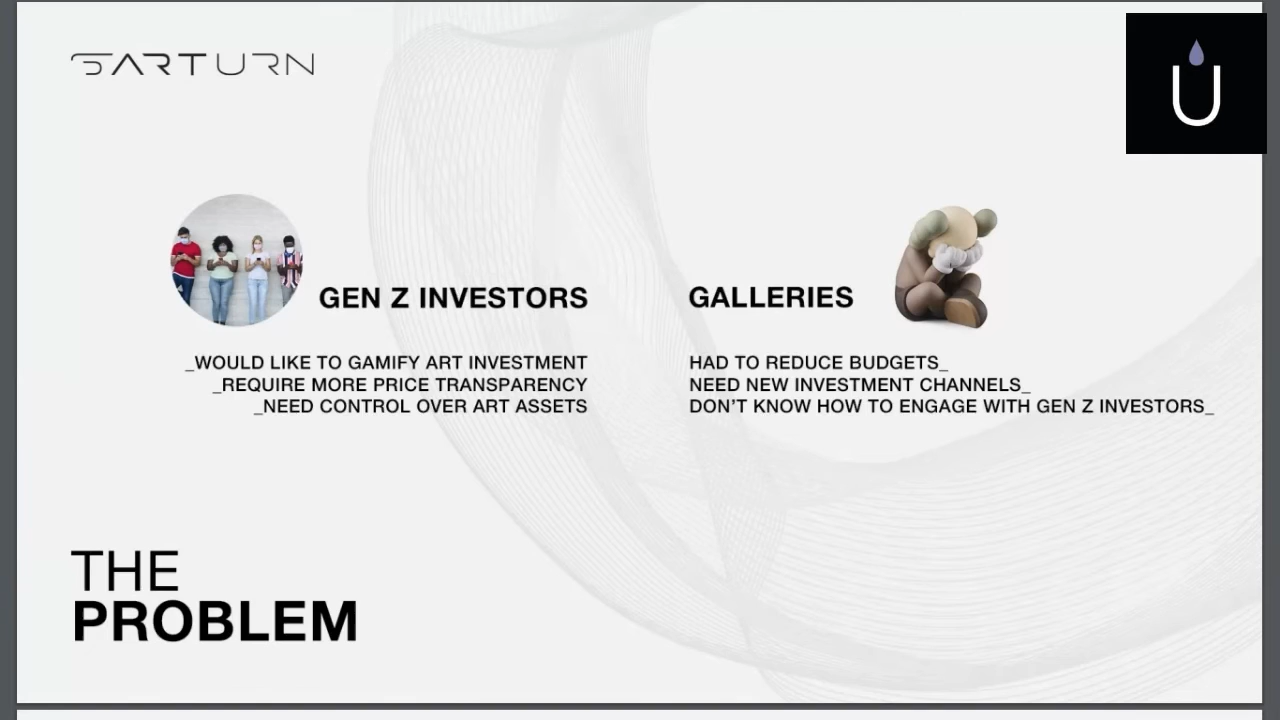 SARTURN
GEN Z INVESTORS
_WOULD LIKE TO GAMIFY ART INVESTMENT
_REQUIRE MORE PRICE TRANSPARENCY
_NEED CONTROL OVER ART ASSETS
GALLERIES
HAD TO REDUCE BUDGETS_
NEED NEW INVESTMENT CHANNELS_
DON’T KNOW HOW TO ENGAGE WITH GEN Z INVESTORS_
THE
PROBLEM
U